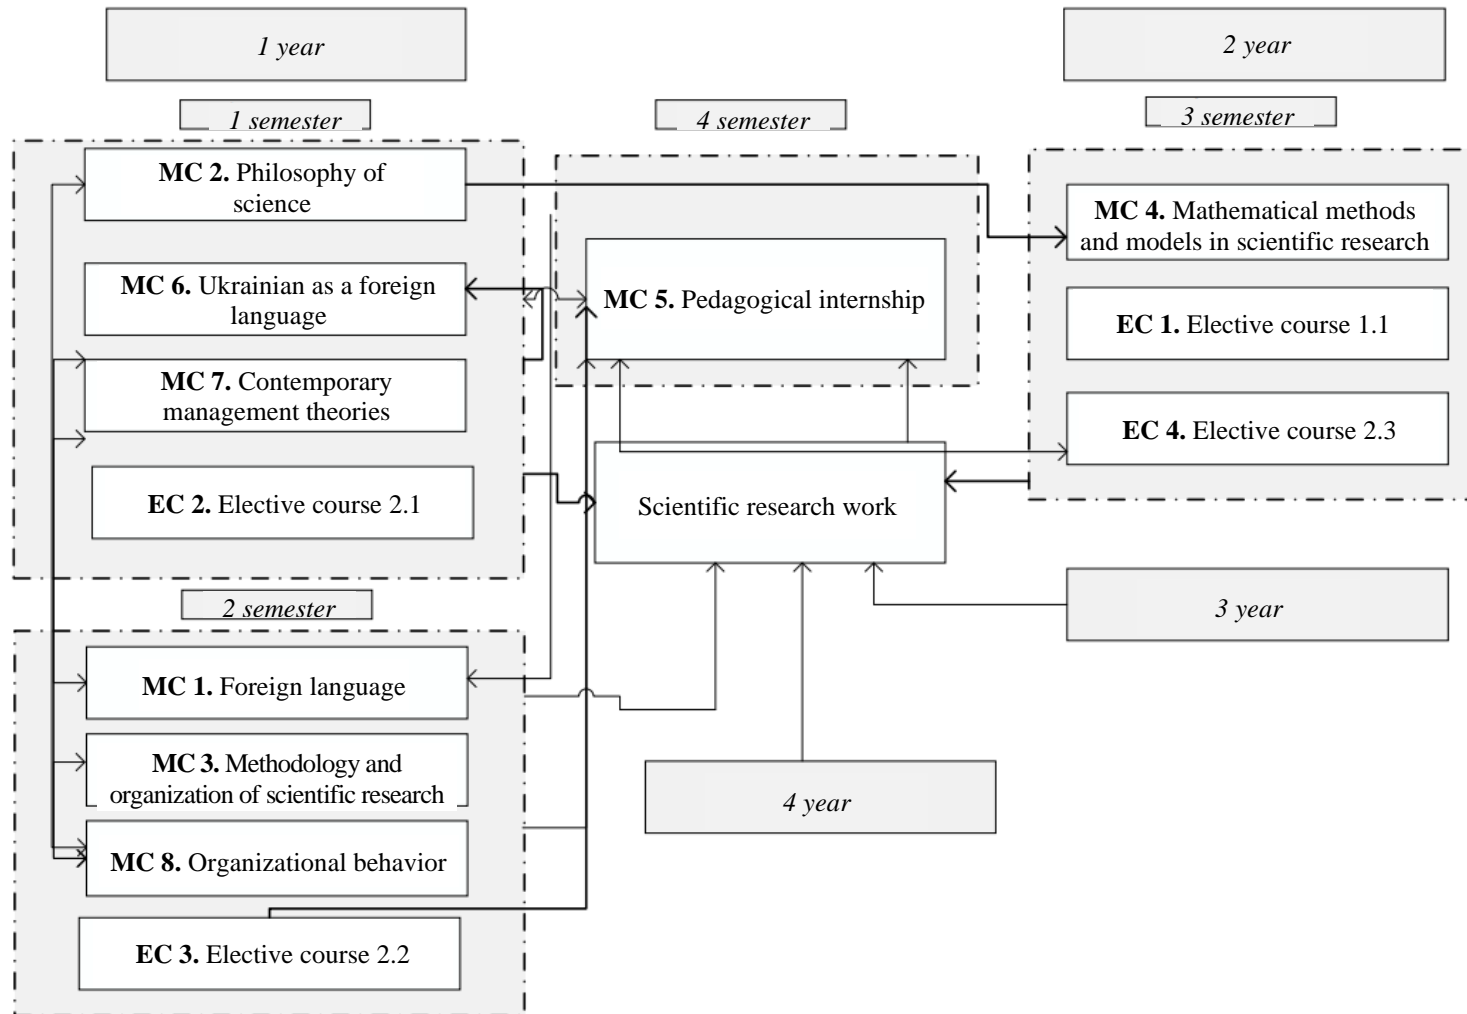 1 year
2 year
1 semester
4 semester
3 semester
MC 2. Philosophy of
science
MC 6. Ukrainian as a foreign
language
MC 7. Contemporary
management theories
EC 2. Elective course 2.1
MC 5. Pedagogical internship
Scientific research work
MC 4. Mathematical methods
and models in scientific research
EC 1. Elective course 1.1
EC 4. Elective course 2.3
2 semester
MC 1. Foreign language
MC 3. Methodology and
organization of scientific research
MC 8. Organizational behavior
EC 3. Elective course 2.2
3 year
4 year